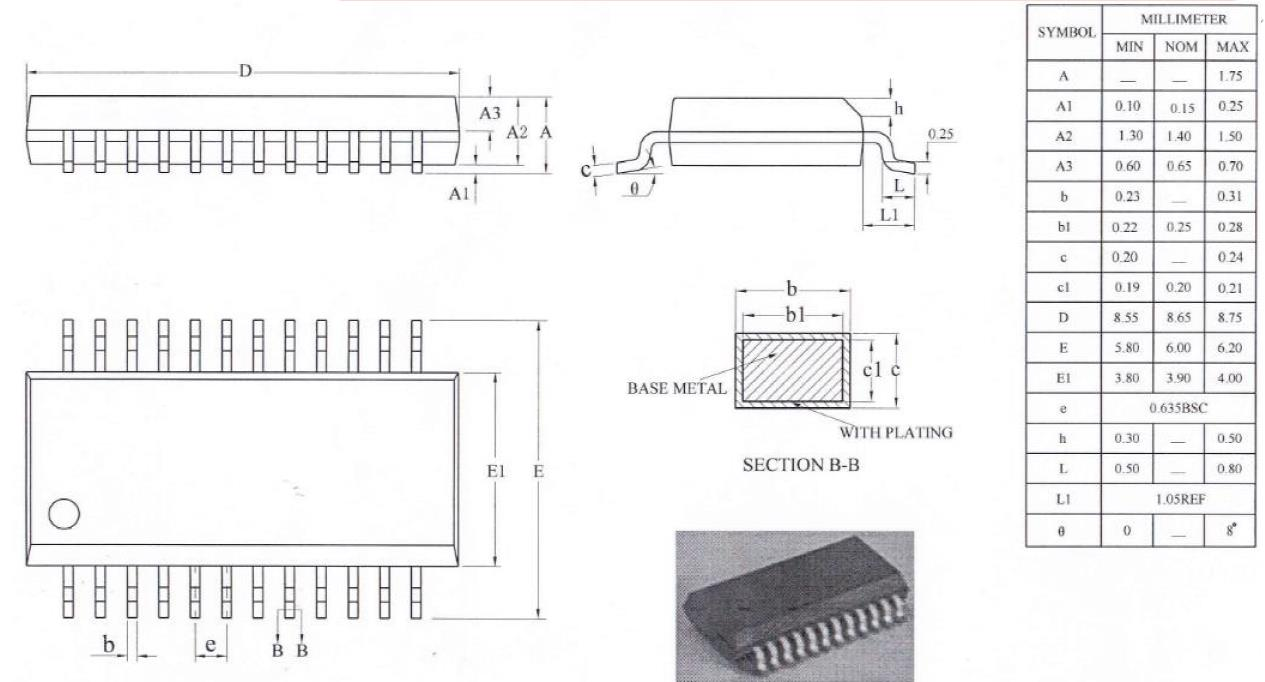 D
A3
A2
A
A1
h
0.25
c
θ
L
L1
b
b1
c1
c
BASE METAL
WITH PLATING
SECTION B-B
E1
E
b
e
B
B
SYMBOL
MILLIMETER
MIN NOM MAX
A — — 1.75
A1 0.10 0.15 0.25
A2 1.30 1.40 1.50
A3 0.60 0.65 0.70
b 0.23 — 0.31
b1 0.22 0.25 0.28
c 0.20 — 0.24
c1 0.19 0.20 0.21
D 8.55 8.65 8.75
E 5.80 6.00 6.20
E1 3.80 3.90 4.00
e 0.635BSC
h 0.30 — 0.50
L 0.50 — 0.80
L1 1.05REF
θ 0 — 8°